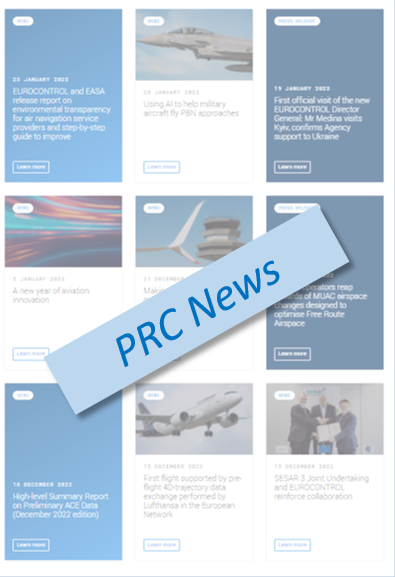 NEWS
23 JANUARY 2023
EUROCONTROL and EASA
release report on
environmental transparency
for air navigation service
providers and step-by-step
guide to improve
Learn more
NEWS
20 JANUARY 2023
Using AI to help military
aircraft fly PBN approaches
Learn more
PRESS RELEASE
19 JANUARY 2023
First official visit of the new
EUROCONTROL Director
General: Mr Medina visits
Kyiv, confirms Agency
support to Ukraine
Learn more
NEWS
5 JANUARY 2023
A new year of aviation
innovation
Learn more
NEWS
27 DECEMBER
PRESS RELEASE
operators reap
of MUAC airspace
changes designed to
optimise Free Route
Airspace
Learn more
PRC News
NEWS
16 DECEMBER 2022
High-level Summary Report
on Preliminary ACE Data
(December 2022 edition)
Learn more
NEWS
15 DECEMBER 2022
First flight supported by pre-
flight 4D-trajectory data
exchange performed by
Lufthansa in the European
Network
Learn more
NEWS
13 DECEMBER 2022
SESAR 3 Joint Undertaking
and EUROCONTROL
reinforce collaboration
Learn more